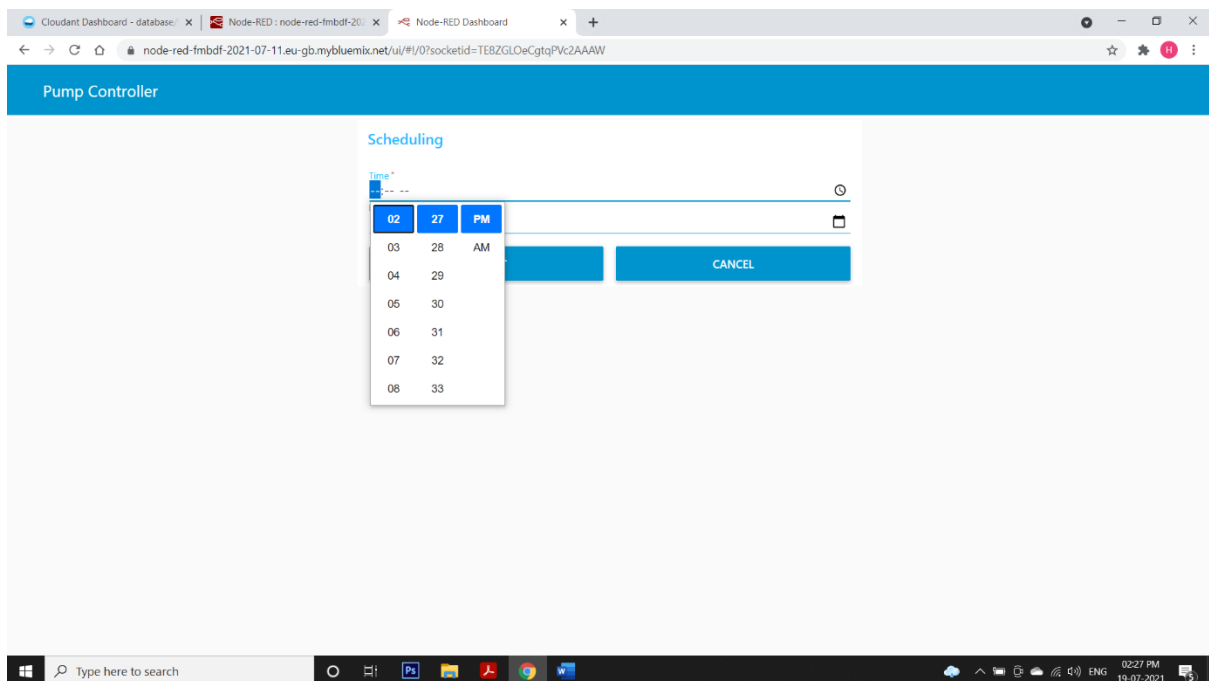 Cloudant Dashboard - database/
Node-RED : node-red-fmbdf-202
Node-RED Dashboard
node-red-fmbdf-2021-07-11.eu-gb.mybluemix.net/ui/#!/0?socketid=TE8ZGLOeCgtqPVc2AAAW
H
Pump Controller
Scheduling
Time *
--:-- --
02 27 PM
03 28 AM
04 29
05 30
06 31
07 32
08 33
CANCEL
Type here to search
Ps
W
ENG
02:27 PM
19-07-2021
5